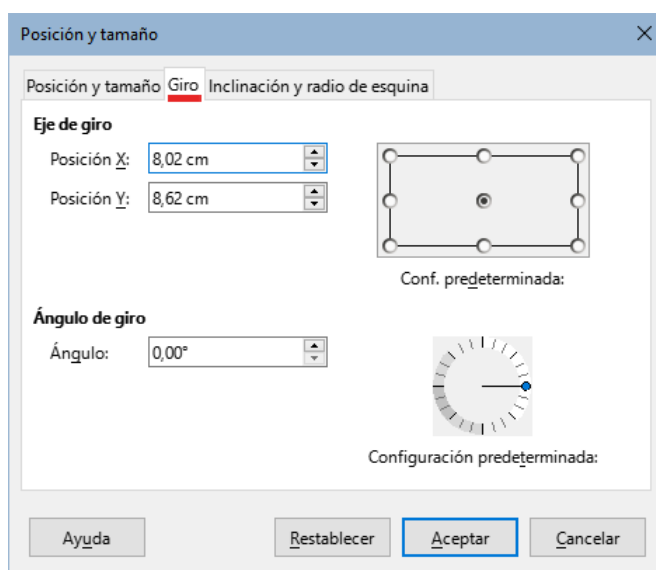 Posición y tamaño
Posición y tamaño Giro Inclinación y radio de esquina
Eje de giro
Posición X: 8,02 cm
Posición Y: 8,62 cm
Conf. predeterminada:
Ángulo de giro
Ángulo: 0,00°
Configuración predeterminada:
Ayuda Restablecer Aceptar Cancelar